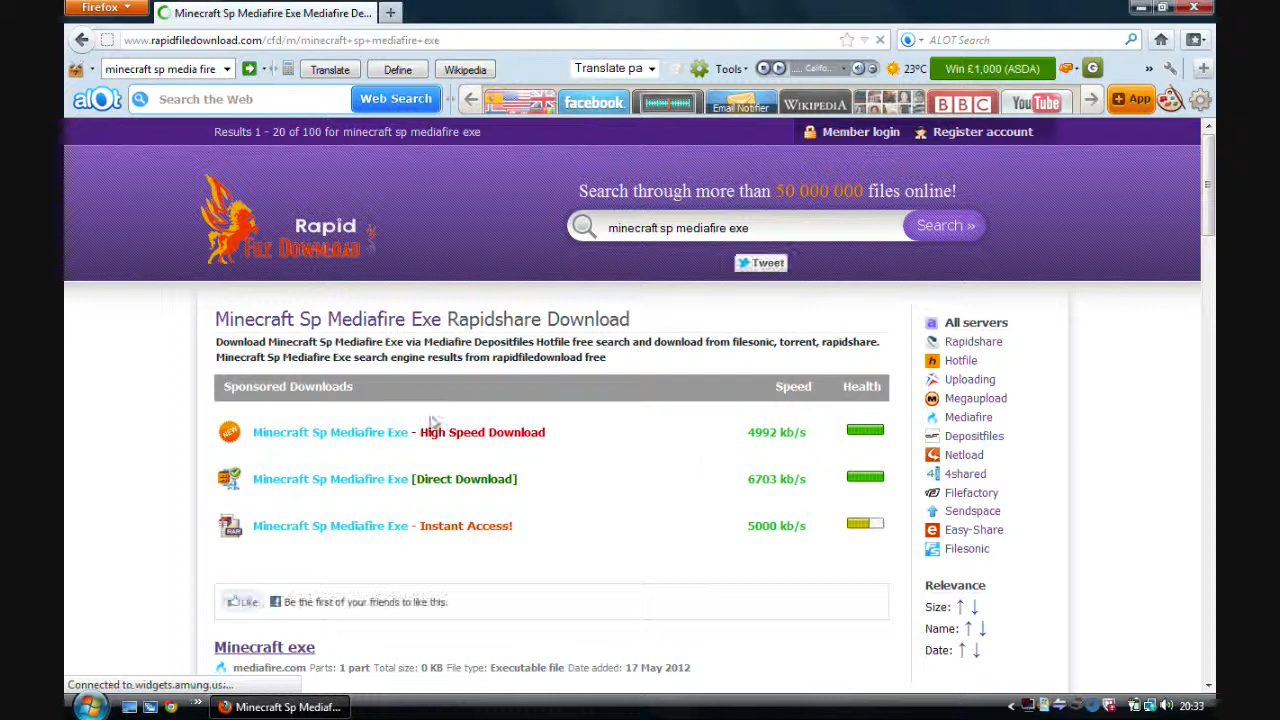 Firefox
Minecraft Sp Mediafire Exe Mediafire De...
www.rapidfiledownload.com/cfd/m/minecraft+sp+mediafire+exe
ALOT Search
minecraft sp media fire
Translate
Define
Wikipedia
Translate pa
Tools
.... Califo...
23°C
Win £1,000 (ASDA)
G
»
alot
Search the Web
Web Search
facebook
Email Notifier
WIKIPEDIA
BBC
YouTube
App
Results 1 - 20 of 100 for minecraft sp mediafire exe
Member login
Register account
Search through more than 50 000 000 files online!
Rapid
FILE DOWNLOAD
minecraft sp mediafire exe
Search »
Tweet
Minecraft Sp Mediafire Exe Rapidshare Download
Download Minecraft Sp Mediafire Exe via Mediafire Depositfiles Hotfile free search and download from filesonic, torrent, rapidshare.
Minecraft Sp Mediafire Exe search engine results from rapidfiledownload free
Sponsored Downloads Speed Health
NEW Minecraft Sp Mediafire Exe - High Speed Download 4992 kb/s
Minecraft Sp Mediafire Exe [Direct Download] 6703 kb/s
RAR Minecraft Sp Mediafire Exe - Instant Access! 5000 kb/s
Like Be the first of your friends to like this.
Minecraft exe
mediafire.com Parts: 1 part Total size: 0 KB File type: Executable file Date added: 17 May 2012
All servers
Rapidshare
Hotfile
Uploading
Megaupload
Mediafire
Depositfiles
Netload
4shared
Filefactory
Sendspace
Easy-Share
Filesonic
Relevance
Size: ↑ ↓
Name: ↑ ↓
Date: ↑ ↓
Connected to widgets.amung.us:...
Minecraft Sp Mediaf...
20:33